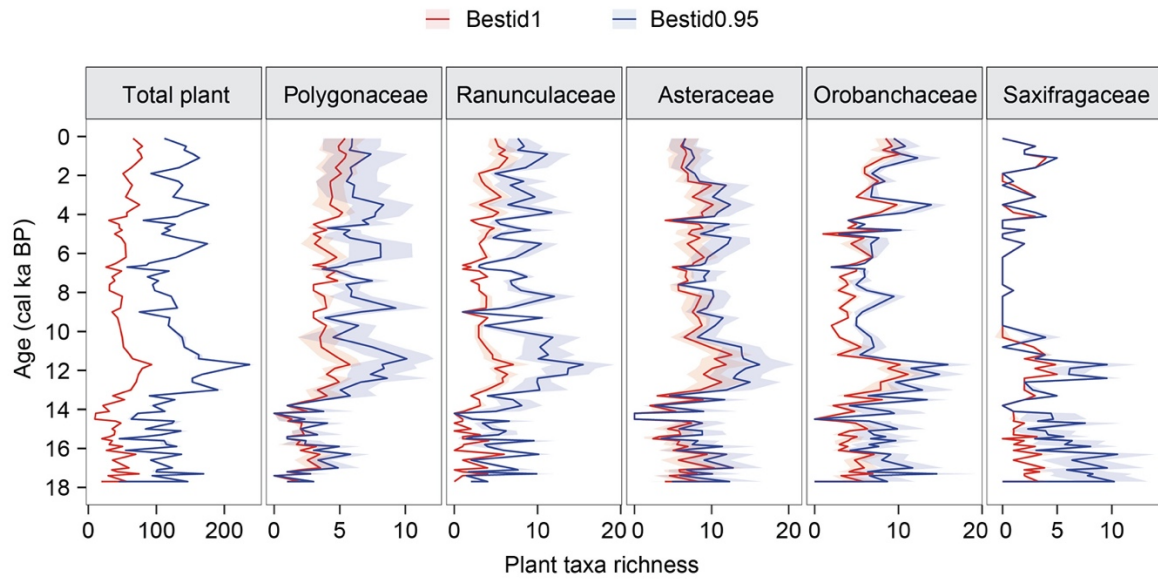 Bestid1 Bestid0.95
Total plant Polygonaceae Ranunculaceae Asteraceae Orobanchaceae Saxifragaceae
Age (cal ka BP)
0
2
4
6
8
10
12
14
16
18
0 100 200 0 5 10 0 10 20 0 10 20 0 10 20 0 5 10
Plant taxa richness